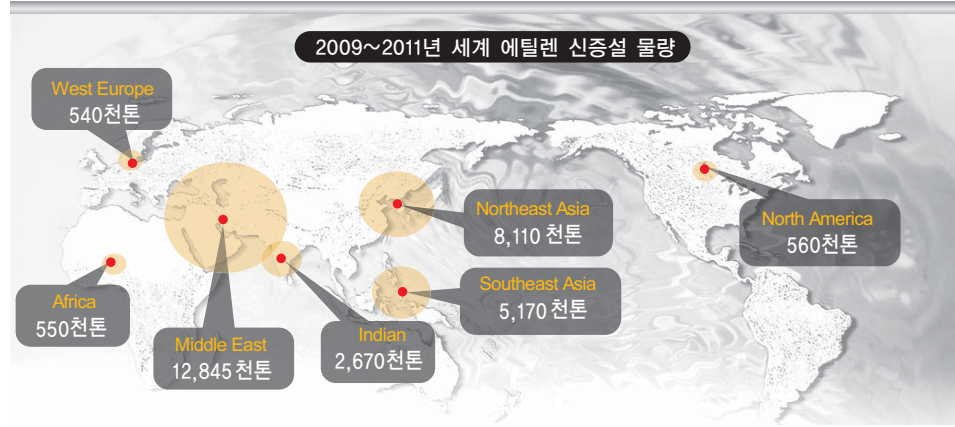 2009~2011년 세계 에틸렌 신증설 물량
West Europe
540천톤
Northeast Asia
8,110 천톤
North America
560천톤
Southeast Asia
5,170 천톤
Africa
550천톤
Middle East
12,845 천톤
Indian
2,670천톤